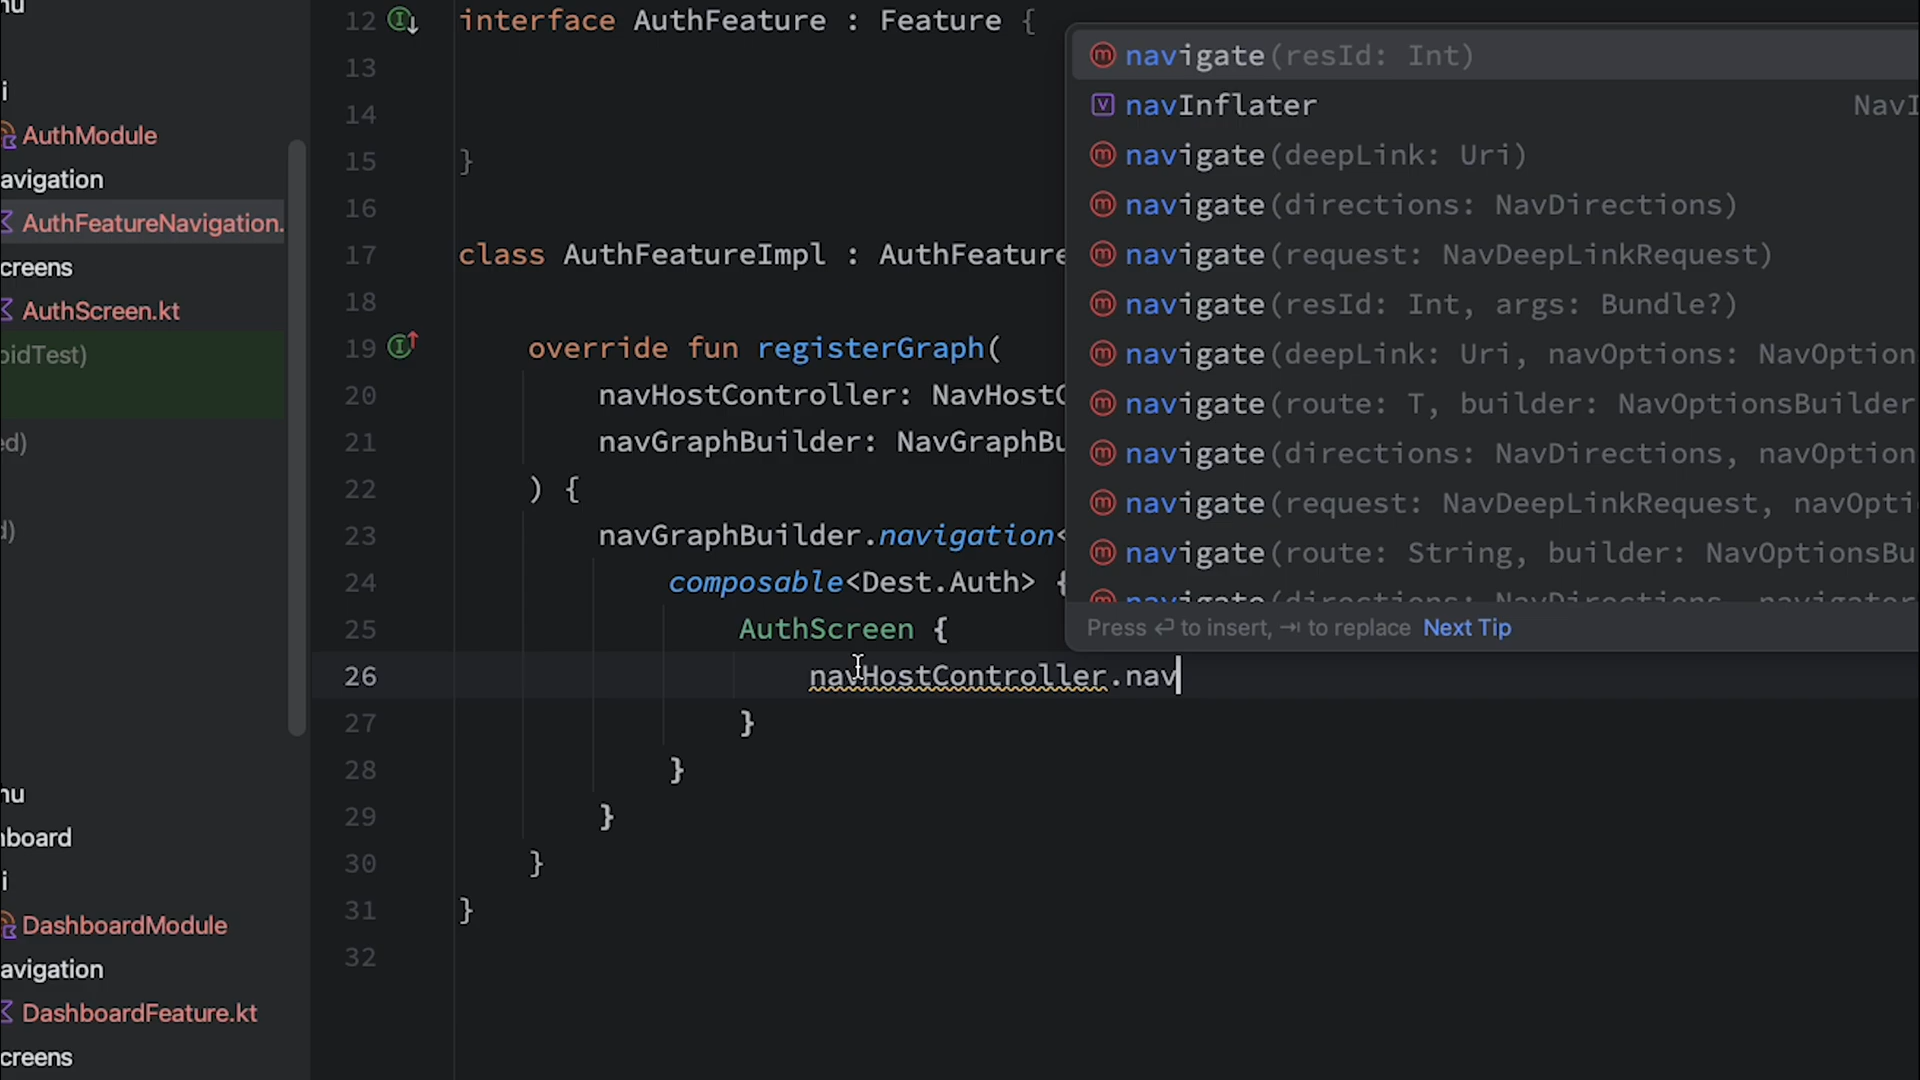 nu
i
AuthModule
avigation
AuthFeatureNavigation.
creens
AuthScreen.kt
oidTest)
ed)
d)
nu
nboard
i
DashboardModule
avigation
DashboardFeature.kt
creens
12 interface AuthFeature : Feature {
13
14
15 }
16
17 class AuthFeatureImpl : AuthFeature
18
19 override fun registerGraph(
20 navHostController: NavHostC
21 navGraphBuilder: NavGraphBu
22 ) {
23 navGraphBuilder.navigation<
24 composable<Dest.Auth> {
25 AuthScreen {
26 navHostController.nav
27 }
28 }
29 }
30 }
31 }
32
navigate(resId: Int)
navInflater NavI
navigate(deepLink: Uri)
navigate(directions: NavDirections)
navigate(request: NavDeepLinkRequest)
navigate(resId: Int, args: Bundle?)
navigate(deepLink: Uri, navOptions: NavOption
navigate(route: T, builder: NavOptionsBuilder
navigate(directions: NavDirections, navOption
navigate(request: NavDeepLinkRequest, navOpti
navigate(route: String, builder: NavOptionsBu
navigate(directions: NavDirections, navigator
Press ↵ to insert, ⇥ to replace Next Tip